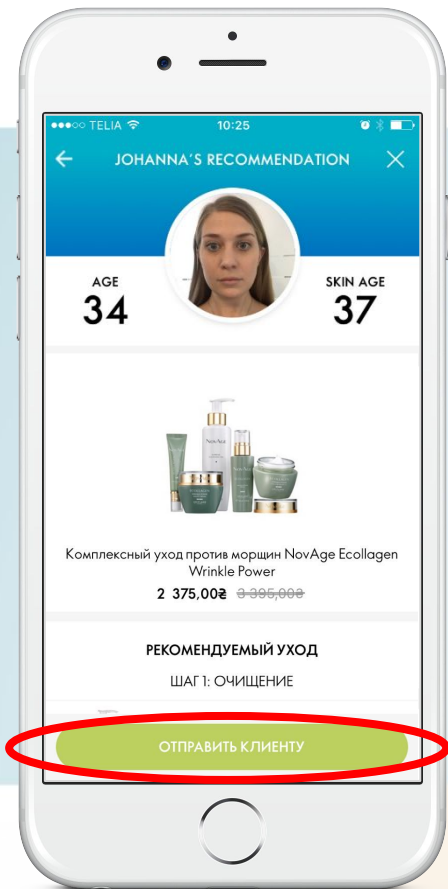 TELIA 10:25
JOHANNA'S RECOMMENDATION
AGE
34
SKIN AGE
37
NovAge
Комплексный уход против морщин NovAge Ecollagen
Wrinkle Power
2 375,00₴ 3 395,00₴
РЕКОМЕНДУЕМЫЙ УХОД
ШАГ 1: ОЧИЩЕНИЕ
ОТПРАВИТЬ КЛИЕНТУ